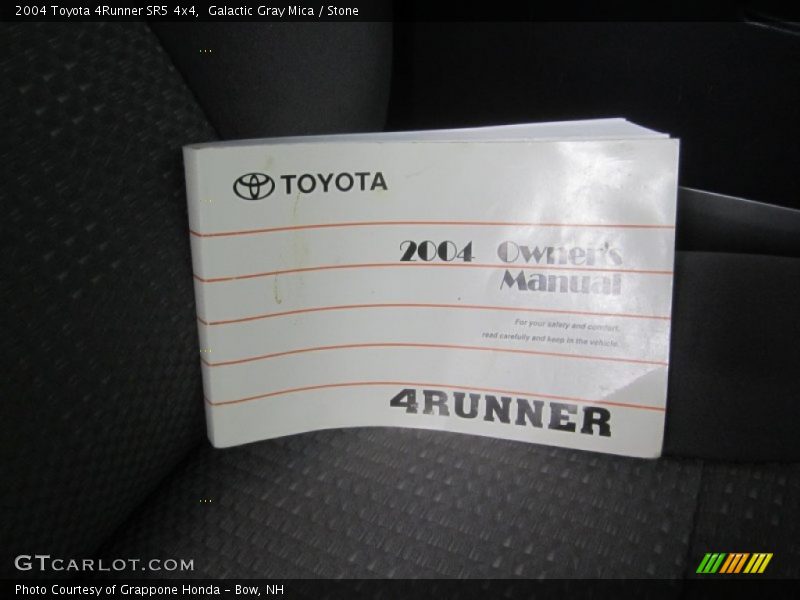 2004 Toyota 4Runner SR5 4x4, Galactic Gray Mica / Stone
TOYOTA
2004 Owner's
Manual
For your safety and comfort,
read carefully and keep in the vehicle.
4RUNNER
GTCARLOT.COM
Photo Courtesy of Grappone Honda - Bow, NH